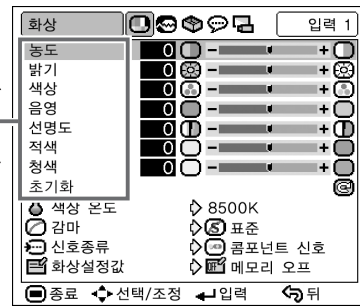 화상 입력 1
농도 0 - +
밝기 0 - +
색상 0 - +
음영 0 - +
선명도 0 - +
적색 0 - +
청색 0 - +
초기화
색상 온도 8500K
감마 표준
신호종류 콤포넌트 신호
화상설정값 메모리 오프
종료 선택/조정 입력 뒤